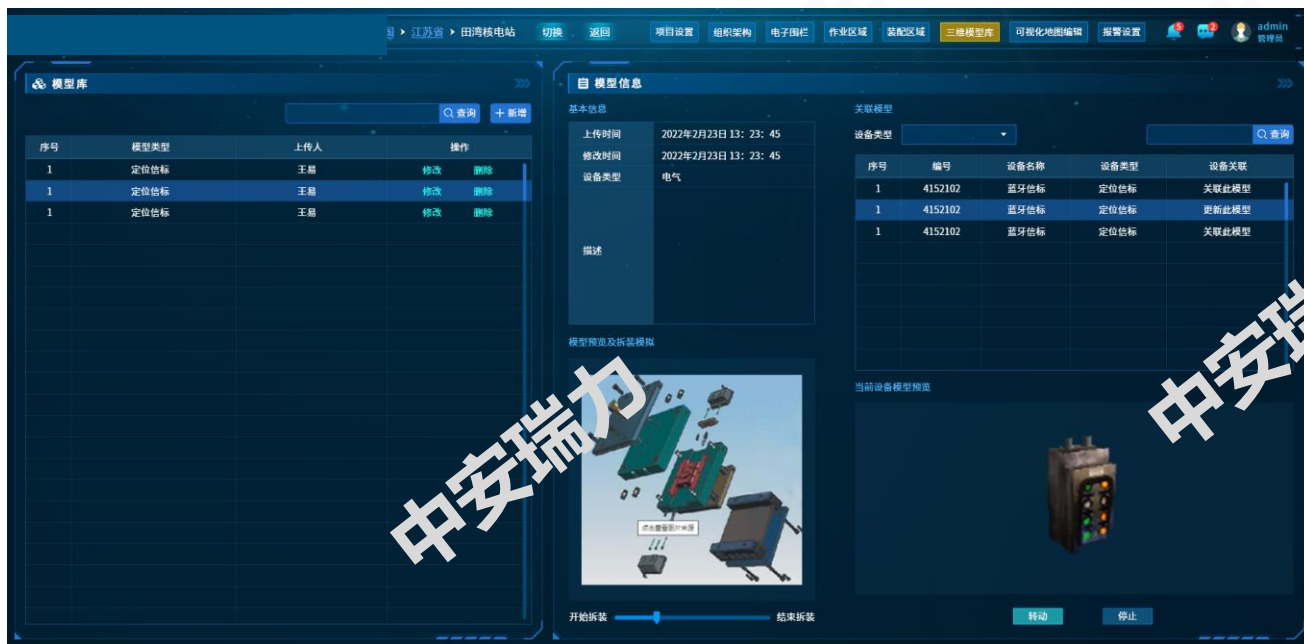 江苏省 > 田湾核电站 切换 返回 项目设置 组织架构 电子围栏 作业区域 装配区域 三维模型库 可视化地图编辑 报警设置 5 2 admin
管理员
模型库
查询 + 新增
序号 模型类型 上传人 操作
1 定位信标 王易 修改 删除
1 定位信标 王易 修改 删除
1 定位信标 王易 修改 删除
模型信息
基本信息
上传时间 2022年2月23日 13：23：45
修改时间 2022年2月23日 13：23：45
设备类型 电气
描述
模型预览及拆装模拟
开始拆装 结束拆装
关联模型
设备类型 查询
序号 编号 设备名称 设备类型 设备关联
1 4152102 蓝牙信标 定位信标 关联此模型
1 4152102 蓝牙信标 定位信标 更新此模型
1 4152102 蓝牙信标 定位信标 关联此模型
当前设备模型预览
转动 停止
中安瑞力
中安瑞